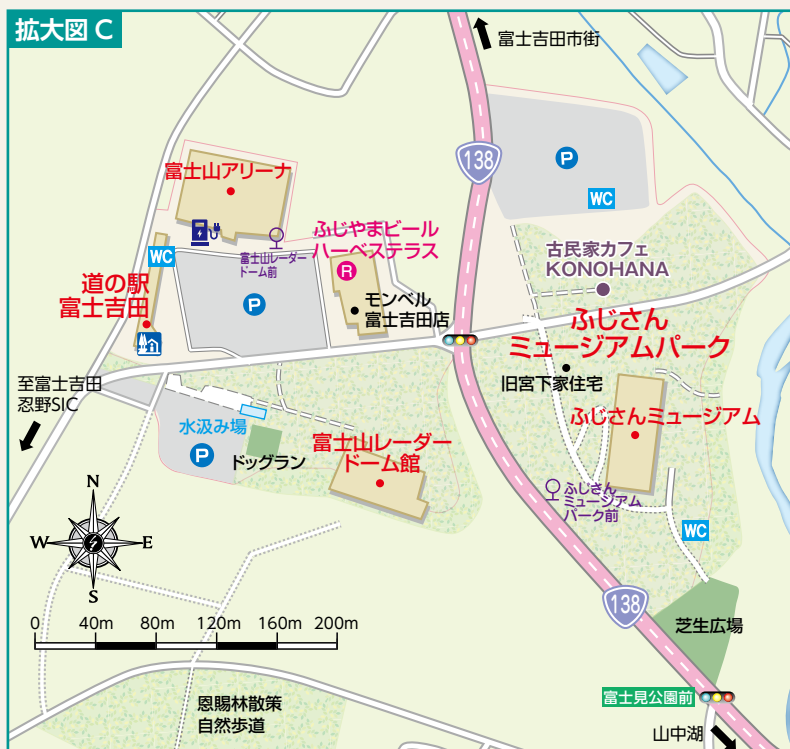 拡大図 C
富士吉田市街
138
P
WC
富士山アリーナ
WC
富士山レーダー
ドーム前
ふじやまビール
ハーベステラス
R
古民家カフェ
KONOHANA
道の駅
富士吉田
P
モンベル
富士吉田店
ふじさん
ミュージアムパーク
旧宮下家住宅
至富士吉田
忍野SIC
水汲み場
P
ドッグラン
富士山レーダー
ドーム館
ふじさんミュージアム
ふじさん
ミュージアム
パーク前
WC
N
W
E
S
0 40m 80m 120m 160m 200m
138
芝生広場
恩賜林散策
自然歩道
富士見公園前
山中湖